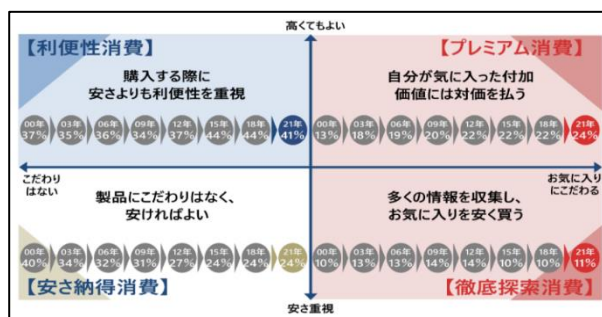 高くてもよい
【利便性消費】
購入する際に
安さよりも利便性を重視
00年 03年 06年 09年 12年 15年 18年 21年
37% 35% 36% 34% 37% 44% 44% 41%
【プレミアム消費】
自分が気に入った付加
価値には対価を払う
00年 03年 06年 09年 12年 15年 18年 21年
13% 18% 19% 20% 22% 22% 22% 24%
こだわり
はない
お気に入り
にこだわる
製品にこだわりはなく、
安ければよい
00年 03年 06年 09年 12年 15年 18年 21年
40% 34% 32% 31% 27% 24% 24% 24%
【安さ納得消費】
多くの情報を収集し、
お気に入りを安く買う
00年 03年 06年 09年 12年 15年 18年 21年
10% 13% 13% 14% 14% 10% 10% 11%
【徹底探索消費】
安さ重視